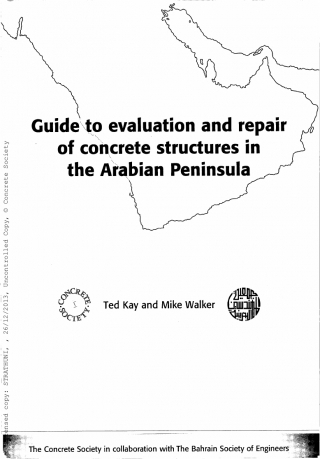 Guide to evaluation and repair
of concrete structures in
the Arabian Peninsula
CONCRETE
SOCIETY
Ted Kay and Mike Walker
The Concrete Society in collaboration with The Bahrain Society of Engineers
ensed copy: STRATHUNI, , 26/12/2013, Uncontrolled Copy, © Concrete Society